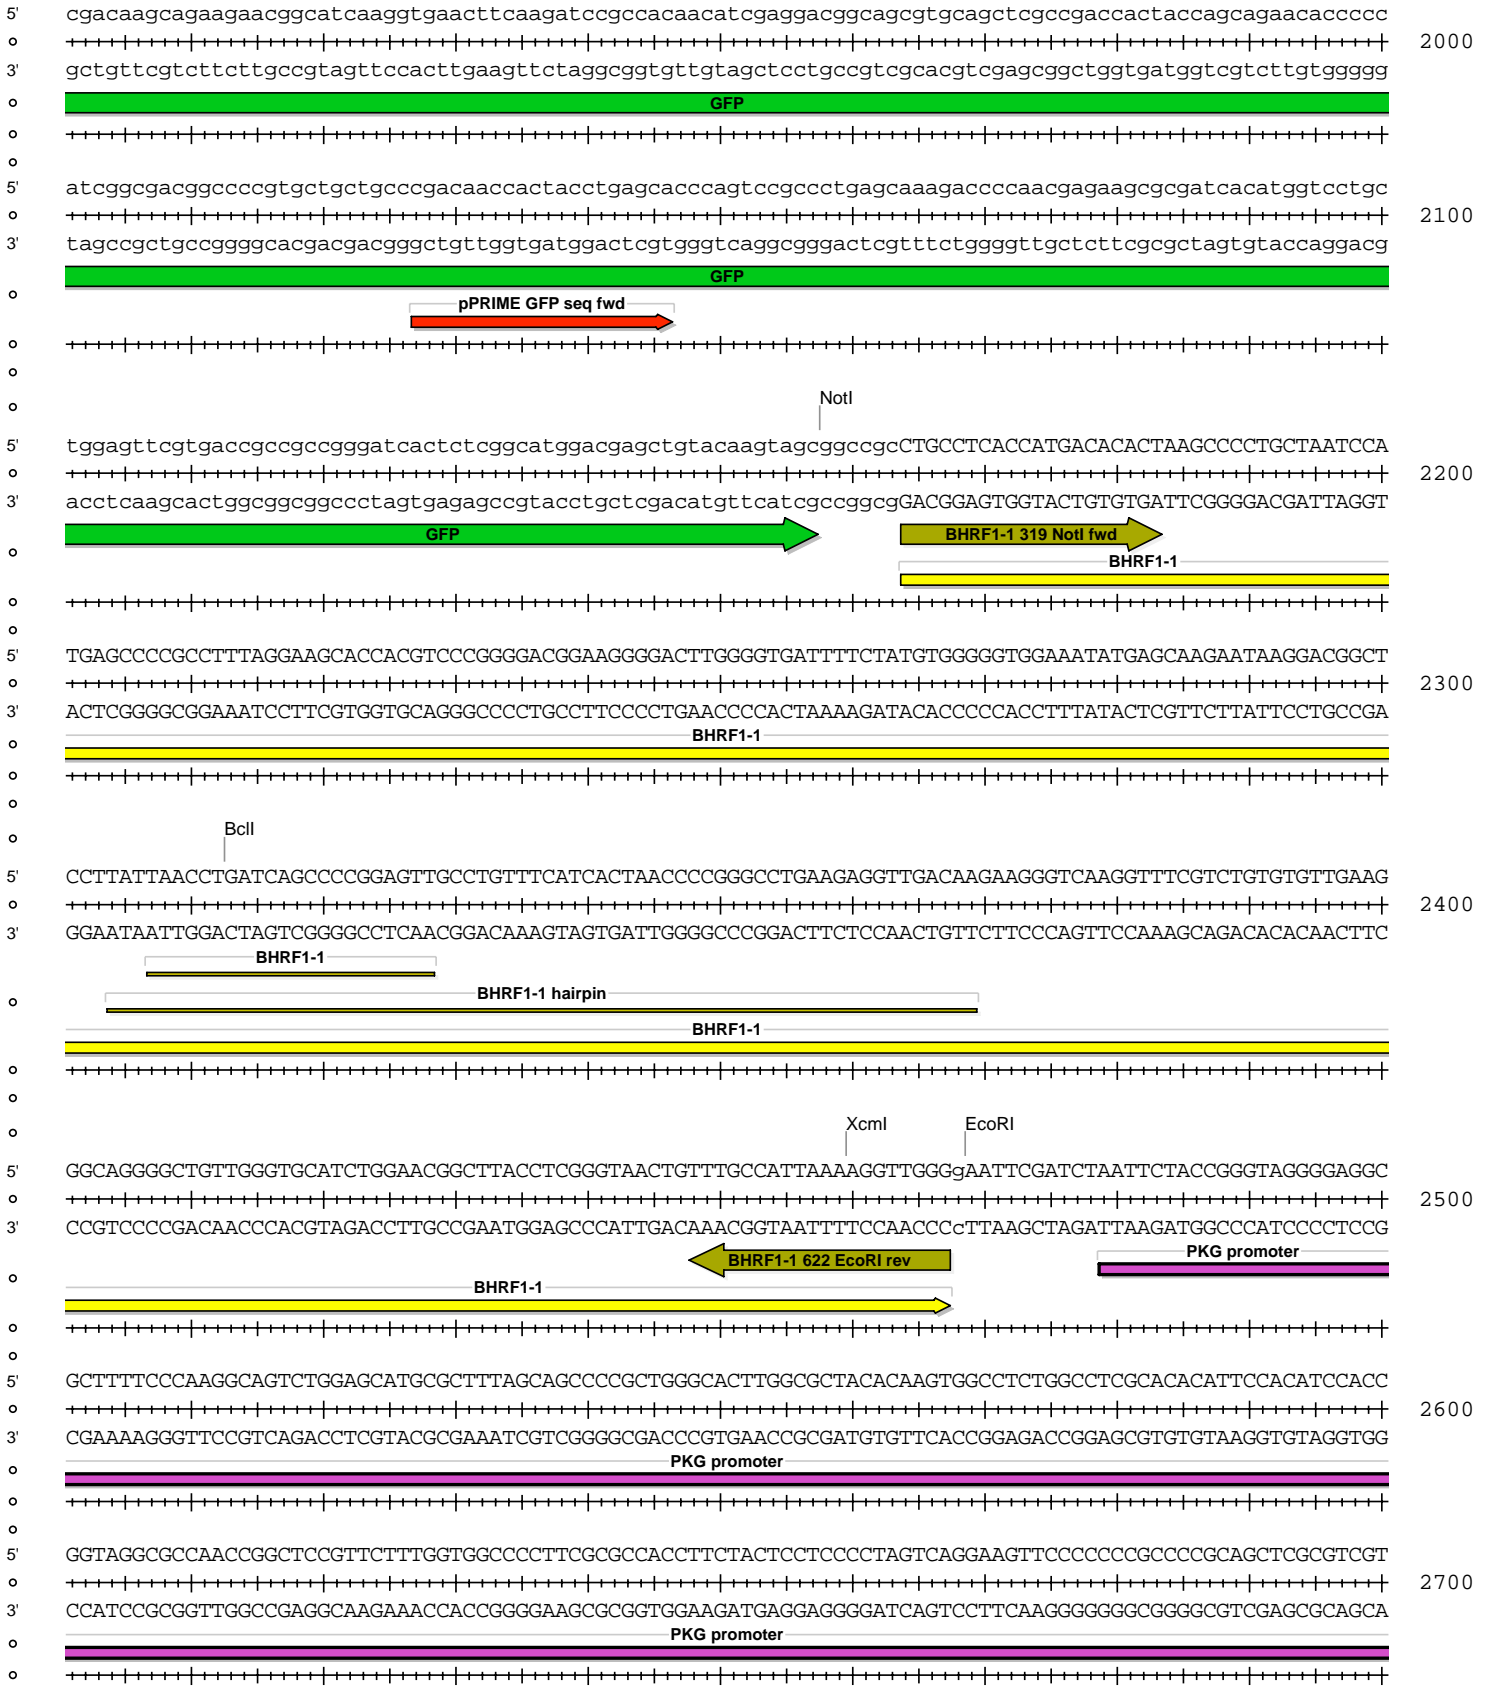 5' cgacaagcagaagaacggcatcaaggtgaacttcaagatccgccacaacatcgaggacggcagcgtgcagctcgccgaccactaccagcagaacaccccc
2000
3' gctgttcgtcttcttgccgtagttccacttgaagttctaggcggtgttgtagctcctgccgtcgcacgtcgagcggctggtgatggtcgtcttgtggggg
GFP
5' atcggcgacggccccgtgctgctgcccgacaaccactacctgagcacccagtccgccctgagcaaagaccccaacgagaagcgcgatcacatggtcctgc
2100
3' tagccgctgccggggcacgacgacgggctgttggtgatggactcgtgggtcaggcgggactcgtttctggggttgctcttcgcgctagtgtaccaggacg
GFP
pPRIME GFP seq fwd
NotI
5' tggagttcgtgaccgccgccgggatcactctcggcatggacgagctgtacaagtagcggccgcCTGCCTCACCATGACACACTAAGCCCCTGCTAATCCA
2200
3' acctcaagcactggcggcggccctagtgagagccgtacctgctcgacatgttcatcgccggcgGACGGAGTGGTACTGTGTGATTCGGGGACGATTAGGT
GFP
BHRF1-1 319 NotI fwd
BHRF1-1
5' TGAGCCCCGCCTTTAGGAAGCACCACGTCCCGGGGACGGAAGGGGACTTGGGGTGATTTTCTATGTGGGGGTGGAAATATGAGCAAGAATAAGGACGGCT
2300
3' ACTCGGGGCGGAAATCCTTCGTGGTGCAGGGCCCCTGCCTTCCCCTGAACCCCACTAAAAGATACACCCCCACCTTTATACTCGTTCTTATTCCTGCCGA
BHRF1-1
BclI
5' CCTTATTAACCTGATCAGCCCCGGAGTTGCCTGTTTCATCACTAACCCCGGGCCTGAAGAGGTTGACAAGAAGGGTCAAGGTTTCGTCTGTGTGTTGAAG
2400
3' GGAATAATTGGACTAGTCGGGGCCTCAACGGACAAAGTAGTGATTGGGGCCCGGACTTCTCCAACTGTTCTTCCCAGTTCCAAAGCAGACACACAACTTC
BHRF1-1
BHRF1-1 hairpin
BHRF1-1
XcmI EcoRI
5' GGCAGGGGCTGTTGGGTGCATCTGGAACGGCTTACCTCGGGTAACTGTTTGCCATTAAAAGGTTGGGgAATTCGATCTAATTCTACCGGGTAGGGGAGGC
2500
3' CCGTCCCCGACAACCCACGTAGACCTTGCCGAATGGAGCCCATTGACAAACGGTAATTTTCCAACCCcTTAAGCTAGATTAAGATGGCCCATCCCCTCCG
BHRF1-1 622 EcoRI rev
PKG promoter
BHRF1-1
5' GCTTTTCCCAAGGCAGTCTGGAGCATGCGCTTTAGCAGCCCCGCTGGGCACTTGGCGCTACACAAGTGGCCTCTGGCCTCGCACACATTCCACATCCACC
2600
3' CGAAAAGGGTTCCGTCAGACCTCGTACGCGAAATCGTCGGGGCGACCCGTGAACCGCGATGTGTTCACCGGAGACCGGAGCGTGTGTAAGGTGTAGGTGG
PKG promoter
5' GGTAGGCGCCAACCGGCTCCGTTCTTTGGTGGCCCCTTCGCGCCACCTTCTACTCCTCCCCTAGTCAGGAAGTTCCCCCCCGCCCCGCAGCTCGCGTCGT
2700
3' CCATCCGCGGTTGGCCGAGGCAAGAAACCACCGGGGAAGCGCGGTGGAAGATGAGGAGGGGATCAGTCCTTCAAGGGGGGGCGGGGCGTCGAGCGCAGCA
PKG promoter